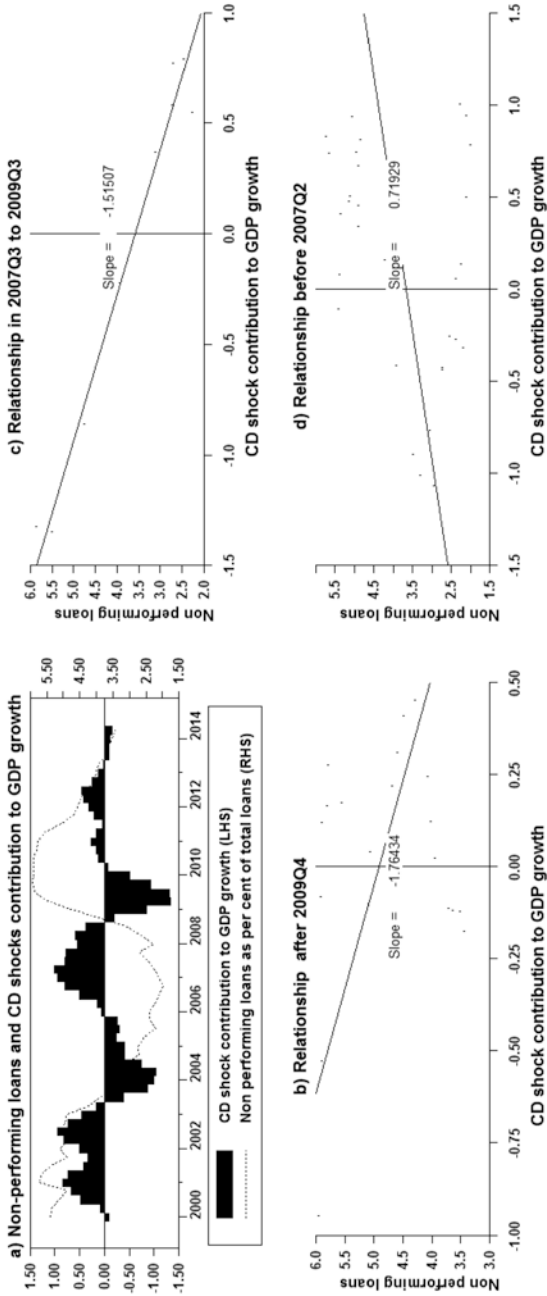 a) Non-performing loans and CD shocks contribution to GDP growth
1.50
1.00
0.50
0.00
-0.50
-1.00
-1.50
5.50
4.50
3.50
2.50
1.50
2000 2002 2004 2006 2008 2010 2012 2014
CD shock contribution to GDP growth (LHS)
Non performing loans as per cent of total loans (RHS)
c) Relationship in 2007Q3 to 2009Q3
Non performing loans
6.0
5.5
5.0
4.5
4.0
3.5
3.0
2.5
2.0
Slope = -1.51507
-1.5 -1.0 -0.5 0.0 0.5 1.0
CD shock contribution to GDP growth
b) Relationship after 2009Q4
Non performing loans
6.0
5.0
4.5
4.0
3.0
Slope = -1.76434
-1.00 -0.75 -0.50 -0.25 0.00 0.25 0.50
CD shock contribution to GDP growth
d) Relationship before 2007Q2
Non performing loans
6.0
5.5
4.5
3.5
2.5
1.0
Slope = 0.71929
-1.5 -1.0 -0.5 0.0 0.5 1.0 1.5
CD shock contribution to GDP growth